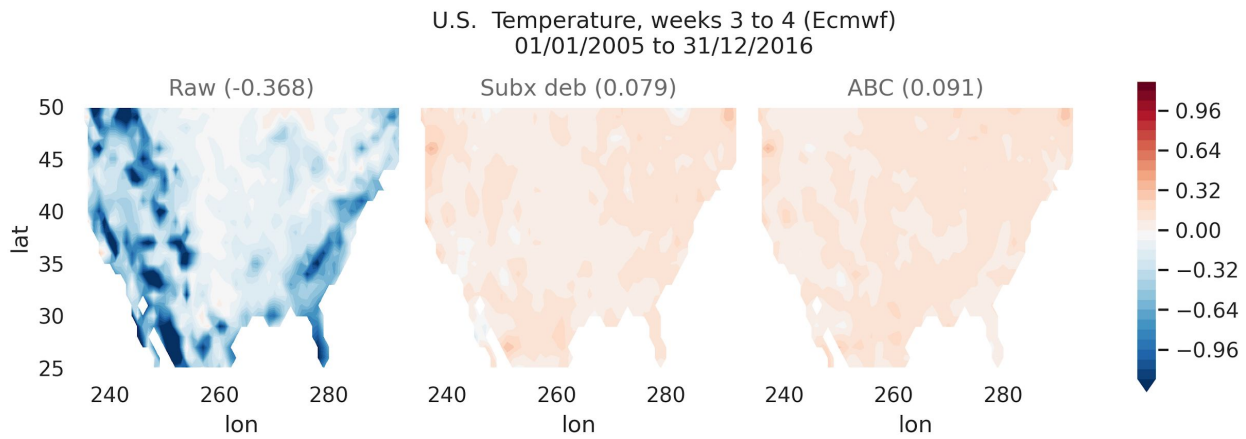 U.S.  Temperature, weeks 3 to 4 (Ecmwf)
01/01/2005 to 31/12/2016
Raw (-0.368)
Subx deb (0.079)
ABC (0.091)
50
45
40
35
30
25
lat
240
260
280
lon
240
260
280
lon
240
260
280
lon
0.96
0.64
0.32
0.00
−0.32
−0.64
−0.96